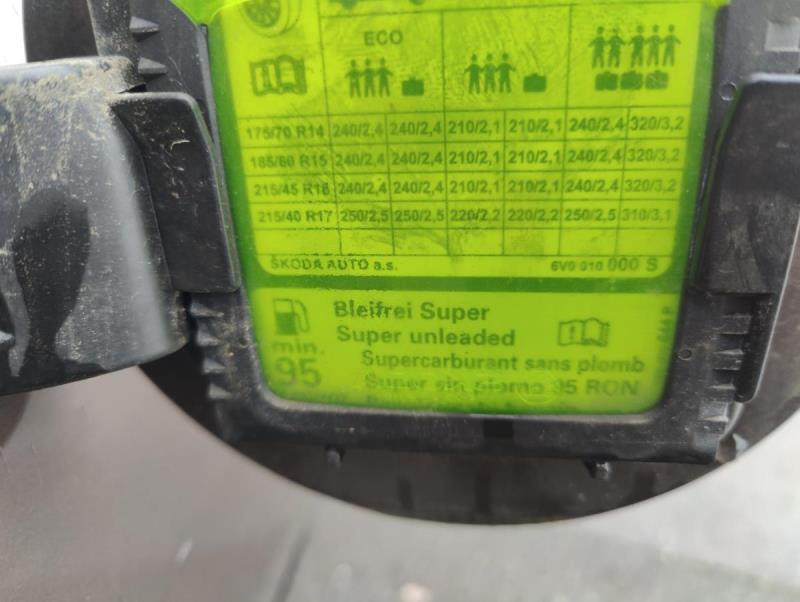 ECO
175/70 R14 240/2,4 240/2,4 210/2,1 210/2,1 240/2,4 320/3,2
185/60 R15 240/2,4 240/2,4 210/2,1 210/2,1 240/2,4 320/3,2
215/45 R16 240/2,4 240/2,4 210/2,1 210/2,1 240/2,4 320/3,2
215/40 R17 250/2,5 250/2,5 220/2,2 220/2,2 250/2,5 310/3,1
ŠKODA AUTO a.s. 6V0 010 000 S
Bleifrei Super
Super unleaded
min.
Supercarburant sans plomb
95
Super sin plomo 95 RON